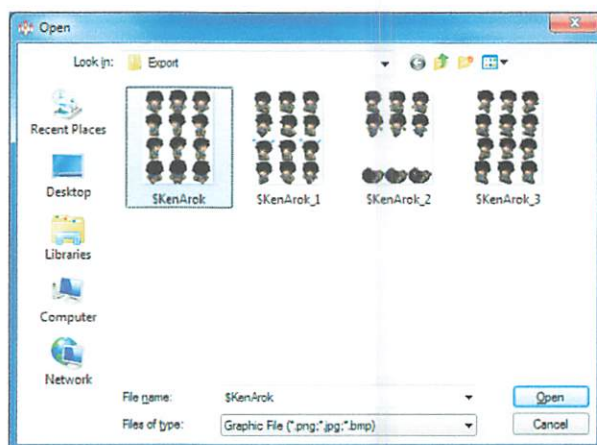 Open
Look in: Export
Recent Places
Desktop
Libraries
Computer
Network
$KenArok
$KenArok_1
$KenArok_2
$KenArok_3
File name: $KenArok
Open
Files of type: Graphic File (*.png;*.jpg;*.bmp)
Cancel